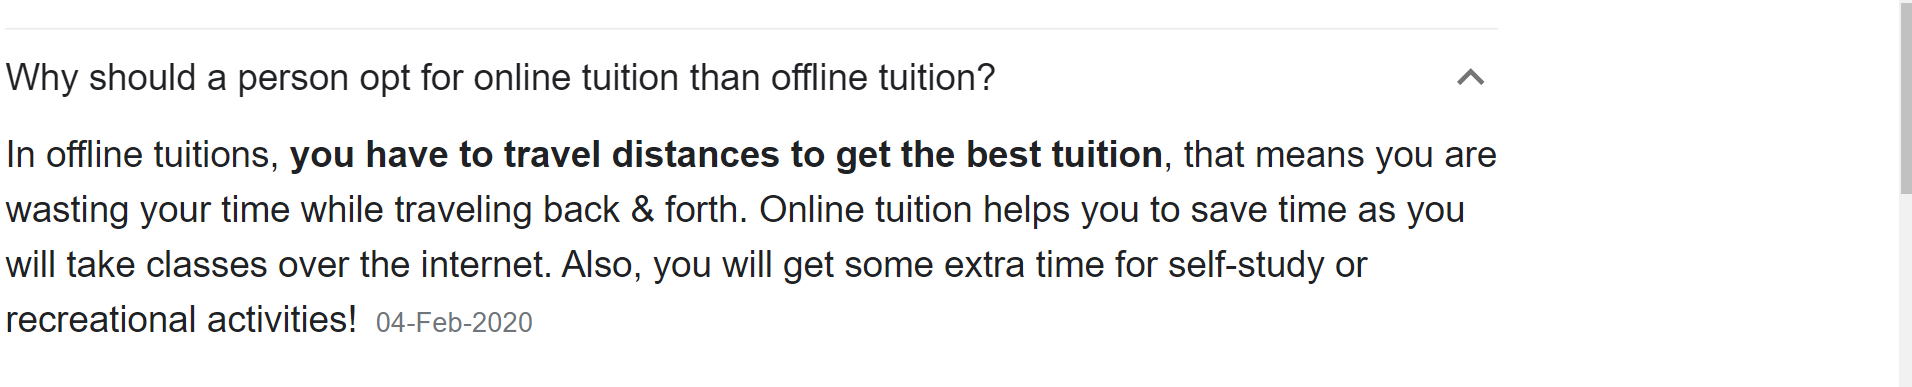 Why should a person opt for online tuition than offline tuition?
In offline tuitions, you have to travel distances to get the best tuition, that means you are
wasting your time while traveling back & forth. Online tuition helps you to save time as you
will take classes over the internet. Also, you will get some extra time for self-study or
recreational activities! 04-Feb-2020